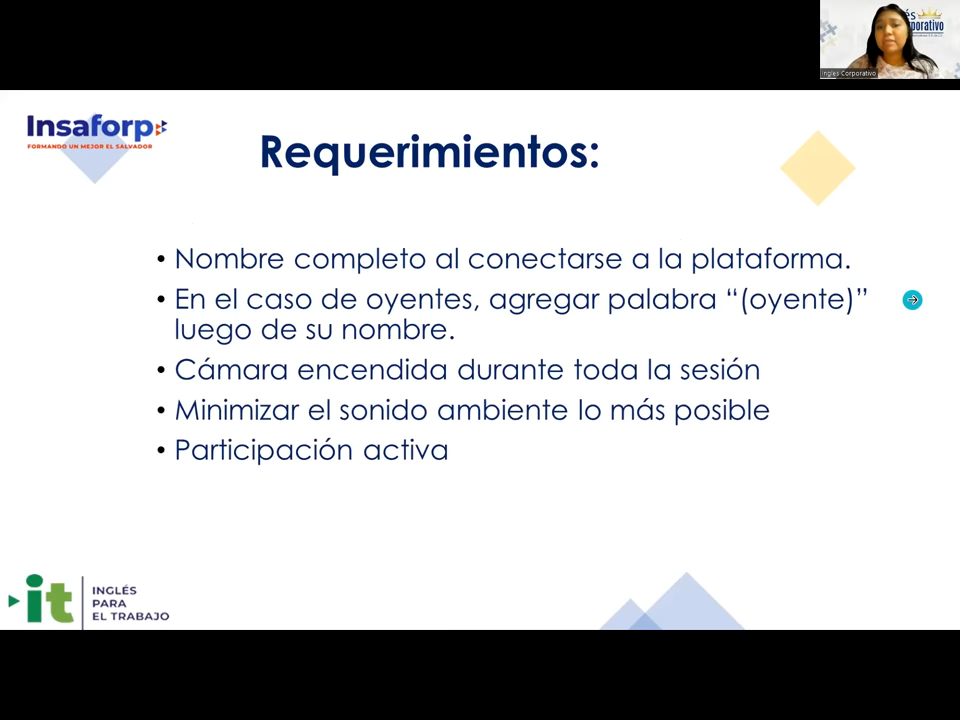 és
porativo
Inglés Corporativo
Insaforp
FORMANDO UN MEJOR EL SALVADOR
Requerimientos:
• Nombre completo al conectarse a la plataforma.
• En el caso de oyentes, agregar palabra “(oyente)”
luego de su nombre.
• Cámara encendida durante toda la sesión
• Minimizar el sonido ambiente lo más posible
• Participación activa
it
INGLÉS
PARA
EL TRABAJO